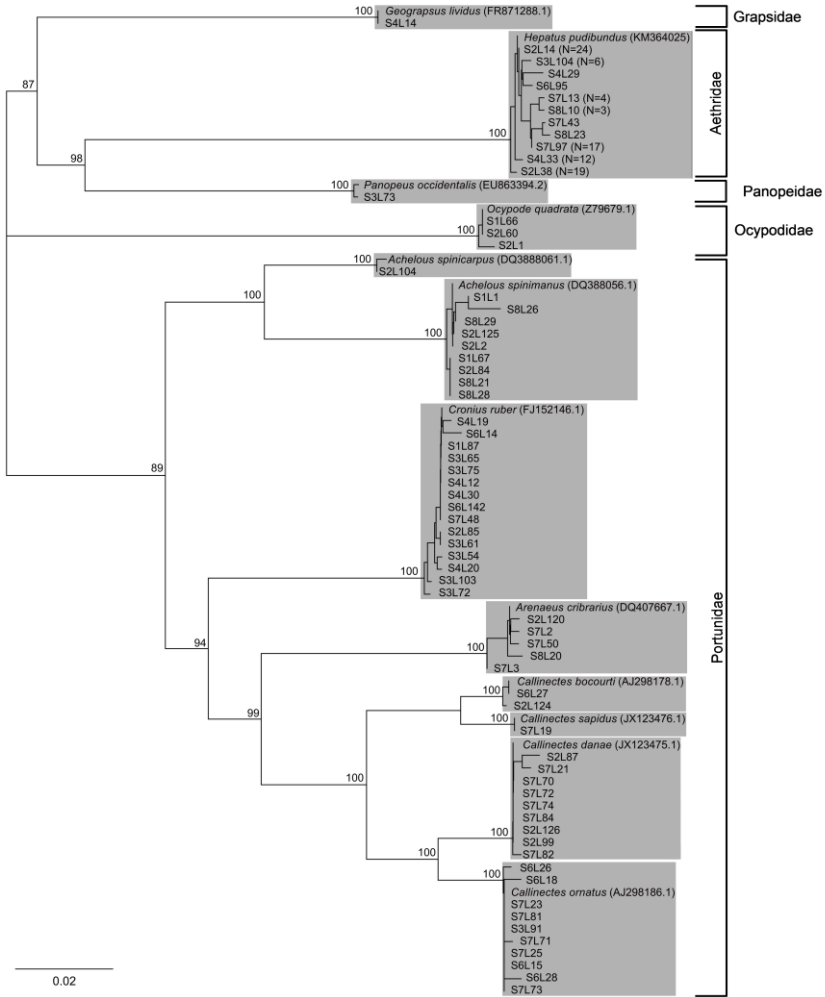 100
Geograpsus lividus (FR871288.1)
S4L14
Grapsidae
87
Hepatus pudibundus (KM364025)
S2L14 (N=24)
S3L104 (N=6)
S4L29
S6L95
S7L13 (N=4)
S8L10 (N=3)
S7L43
S8L23
S7L97 (N=17)
S4L33 (N=12)
S2L38 (N=19)
100
Aethridae
98
100
Panopeus occidentalis (EU863394.2)
S3L73
Panopeidae
Ocypode quadrata (Z79679.1)
S1L66
100
S2L60
S2L1
Ocypodidae
100
Achelous spinicarpus (DQ3888061.1)
S2L104
100
Achelous spinimanus (DQ388056.1)
S1L1
S8L26
S8L29
100
S2L125
S2L2
S1L67
S2L84
S8L21
S8L28
89
Cronius ruber (FJ152146.1)
S4L19
S6L14
S1L87
S3L65
S3L75
S4L12
S4L30
S6L142
S7L48
S2L85
S3L61
S3L54
S4L20
100
S3L103
S3L72
94
Arenaeus cribrarius (DQ407667.1)
S2L120
S7L2
S7L50
100
S8L20
S7L3
99
Callinectes bocourti (AJ298178.1)
100
S6L27
S2L124
Callinectes sapidus (JX123476.1)
100
S7L19
100
Callinectes danae (JX123475.1)
S2L87
S7L21
S7L70
S7L72
S7L74
S7L84
S2L126
100
S2L99
S7L82
100
S6L26
100
S6L18
Callinectes ornatus (AJ298186.1)
S7L23
S7L81
S3L91
S7L71
S7L25
S6L15
S6L28
S7L73
Portunidae
0.02